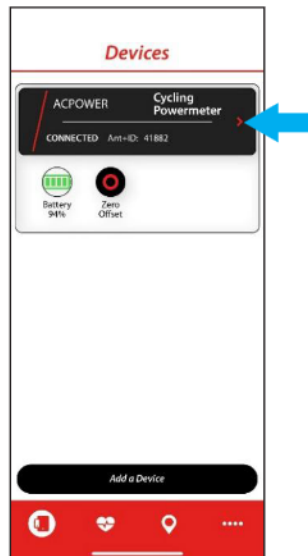 Devices
ACPOWER
Cycling
Powermeter
CONNECTED Ant+ID: 41882
Battery
94%
Zero
Offset
Add a Device